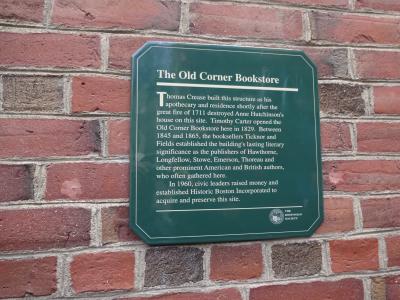 The Old Corner Bookstore
Thomas Crease built this structure as his
apothecary and residence shortly after the
great fire of 1711 destroyed Anne Hutchinson's
house on this site. Timothy Carter opened the
Old Corner Bookstore here in 1829. Between
1845 and 1865, the booksellers Ticknor and
Fields established the building's lasting literary
significance as the publishers of Hawthorne,
Longfellow, Stowe, Emerson, Thoreau and
other prominent American and British authors,
who often gathered here.
In 1960, civic leaders raised money and
established Historic Boston Incorporated to
acquire and preserve this site.
THE
BOSTONIAN
SOCIETY